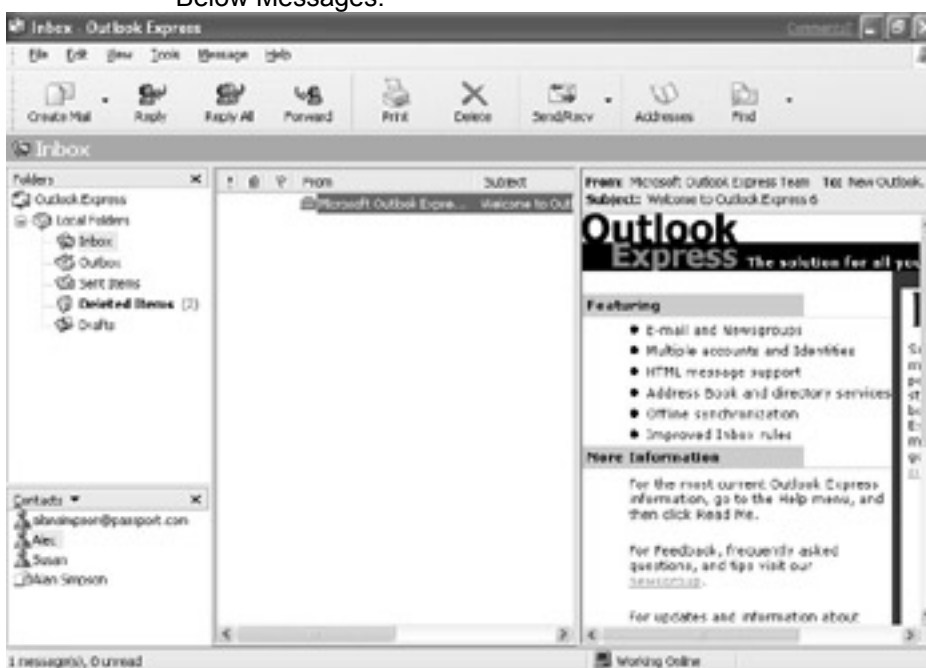 Below Messages.
Inbox - Outlook Express
File Edit View Tools Message Help
Create Mail Reply Reply All Forward Print Delete Send/Recv Addresses Find
Inbox
Folders
Outlook Express
Local Folders
Inbox
Outbox
Sent Items
Deleted Items (2)
Drafts
Contacts
Alec
Susan
Alan Simpson
! From Subject
Microsoft Outlook Expre... Welcome to Out
From: Microsoft Outlook Express Team To: New Outlook
Subject: Welcome to Outlook Express 6
Outlook
Express The solution for all you
Featuring
• E-mail and Newsgroups
• Multiple accounts and Identities
• HTML message support
• Address Book and directory services
• Offline synchronization
• Improved Inbox rules
More Information
For the most current Outlook Express
information, go to the Help menu, and
then click Read Me.
For Feedback, frequently asked
questions, and tips visit our
newsgroup.
For updates and information about
1 message(s), 0 unread
Working Online